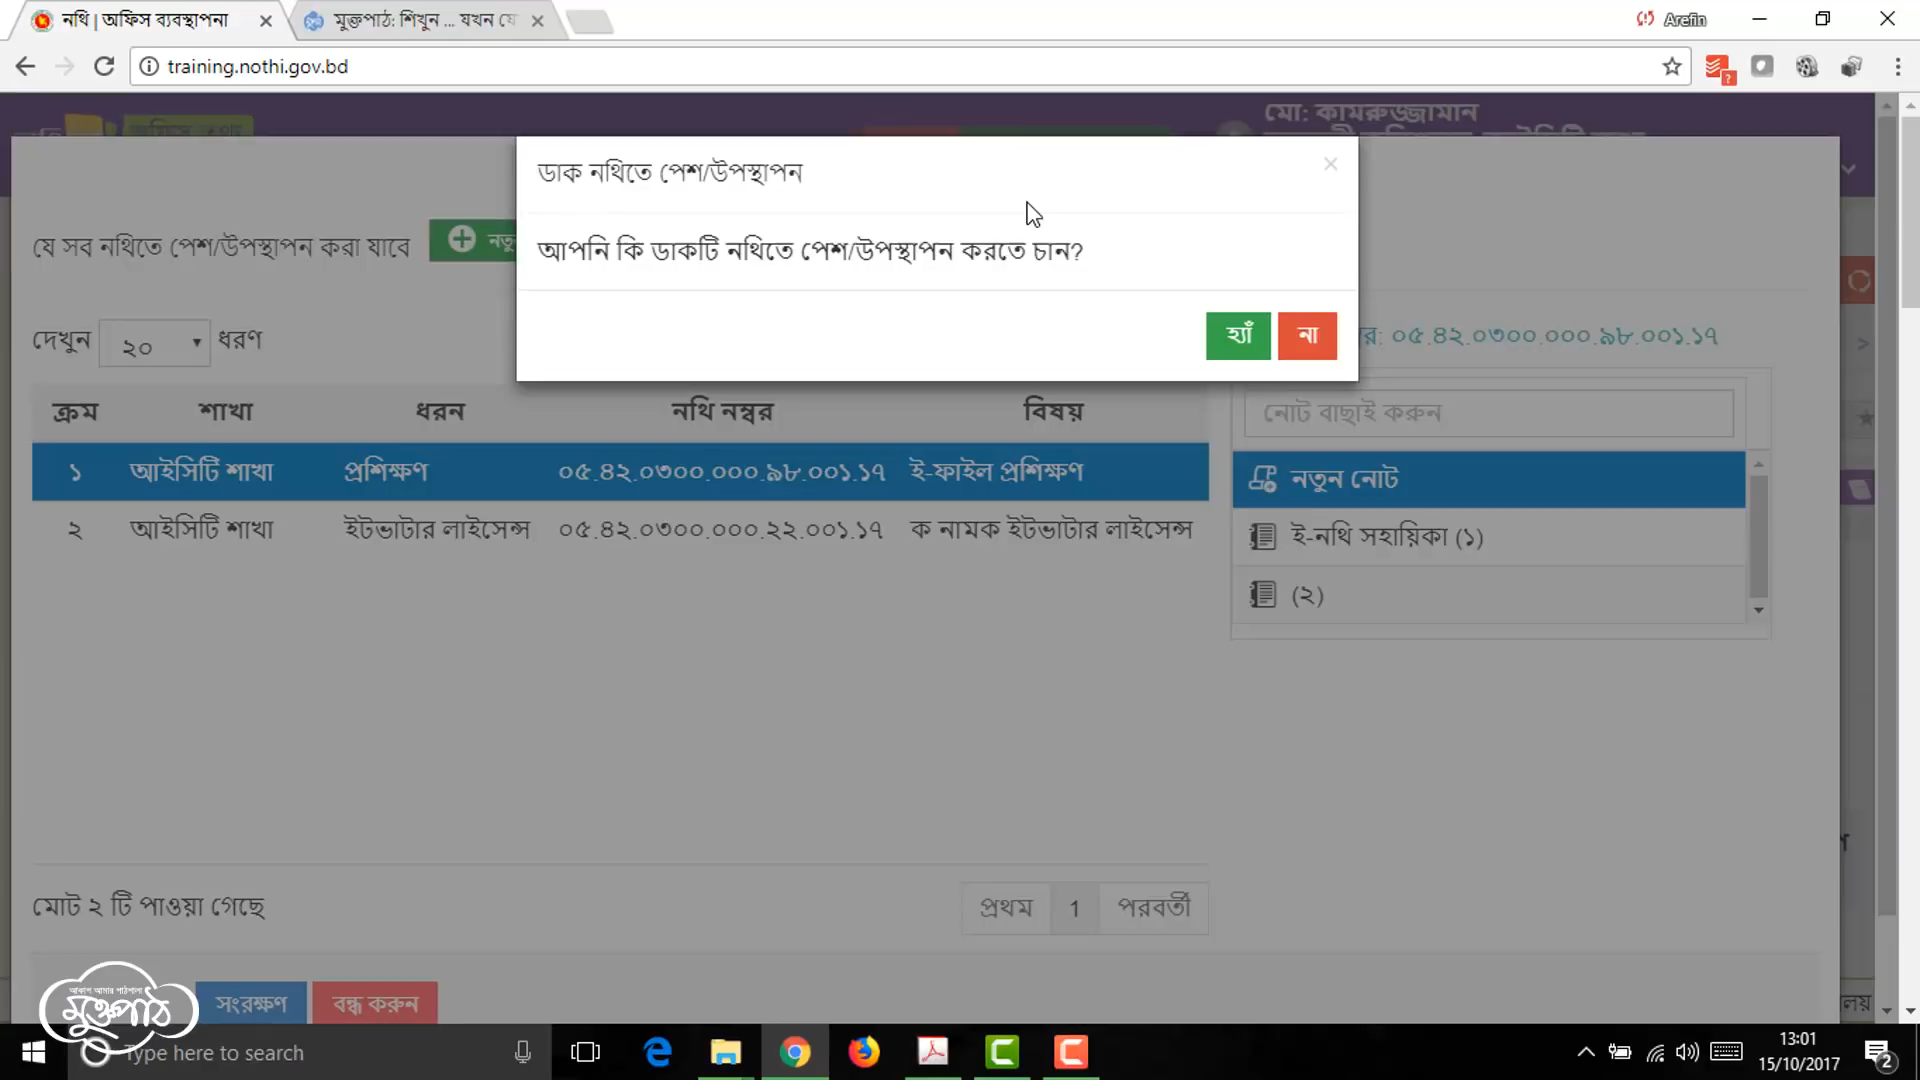 নথি | অফিস ব্যবস্থাপনা
মুক্তপাঠ: শিখুন ... যখন যে
Arefin
training.nothi.gov.bd
মো: কামরুজ্জামান
ডাক নথিতে পেশ/উপস্থাপন
×
যে সব নথিতে পেশ/উপস্থাপন করা যাবে
আপনি কি ডাকটি নথিতে পেশ/উপস্থাপন করতে চান?
হ্যাঁ না
দেখুন ২০ ধরণ
০৫.৪২.০৩০০.০০০.৯৮.০০১.১৭
ক্রম শাখা ধরন নথি নম্বর বিষয়
নোট বাছাই করুন
১ আইসিটি শাখা প্রশিক্ষণ ০৫.৪২.০৩০০.০০০.৯৮.০০১.১৭ ই-ফাইল প্রশিক্ষণ
নতুন নোট
২ আইসিটি শাখা ইটভাটার লাইসেন্স ০৫.৪২.০৩০০.০০০.২২.০০১.১৭ ক নামক ইটভাটার লাইসেন্স
ই-নথি সহায়িকা (১)
(২)
মোট ২ টি পাওয়া গেছে
প্রথম 1 পরবর্তী
আকাশ আমার পাঠশালা
মুক্তপাঠ
সংরক্ষণ বন্ধ করুন
Type here to search
13:01
15/10/2017
2